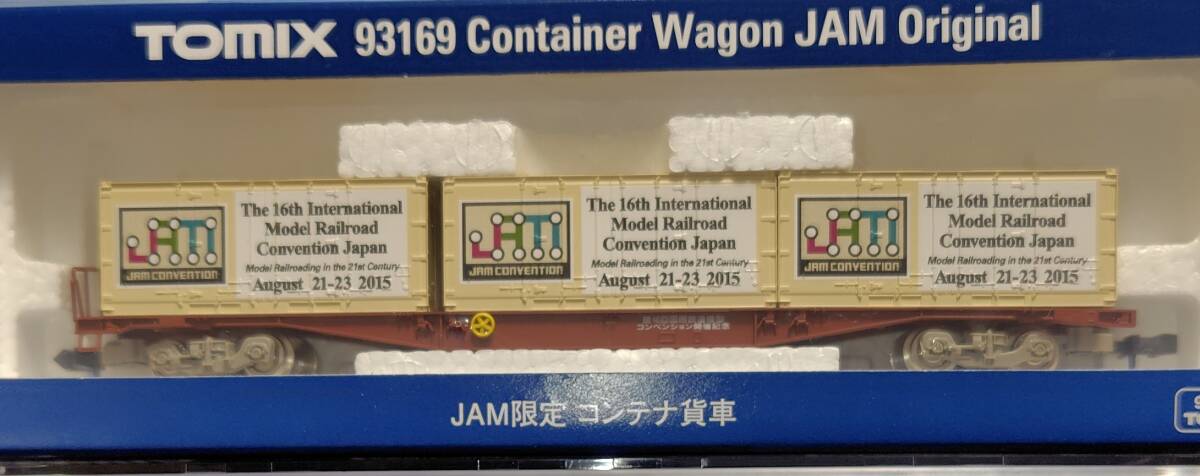 TOMIX 93169 Container Wagon JAM Original
JAM
JAM CONVENTION
The 16th International
Model Railroad
Convention Japan
Model Railroading in the 21st Century
August 21-23 2015
JAM
JAM CONVENTION
The 16th International
Model Railroad
Convention Japan
Model Railroading in the 21st Century
August 21-23 2015
JAM
JAM CONVENTION
The 16th International
Model Railroad
Convention Japan
Model Railroading in the 21st Century
August 21-23 2015
コンベンション開催記念
JAM限定 コンテナ貨車